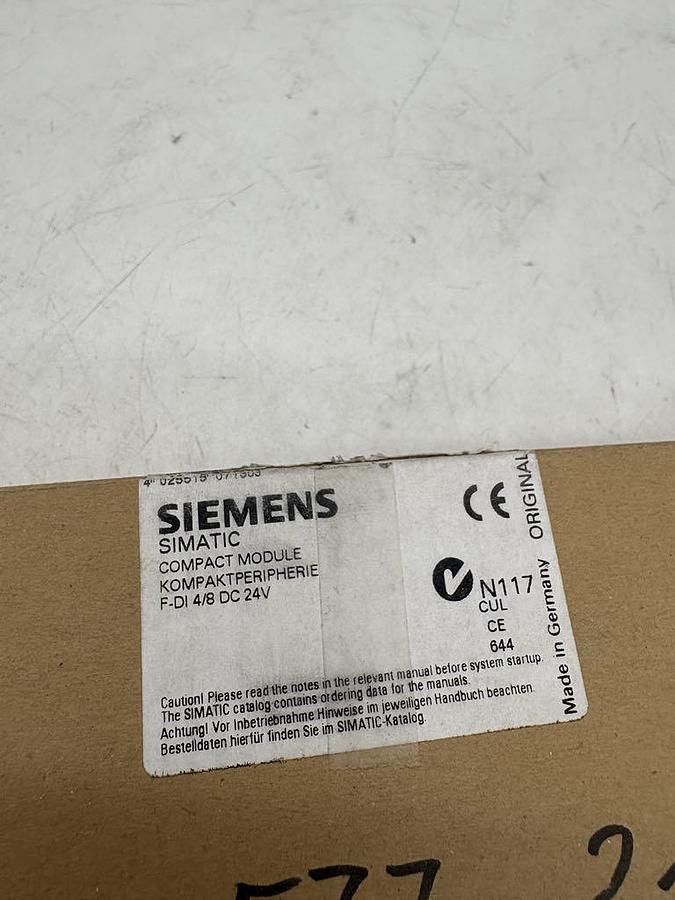 SIEMENS
SIMATIC
COMPACT MODULE
KOMPAKTPERIPHERIE
F-DI 4/8 DC 24V
CE
N117
CUL
CE
644
ORIGINAL
Made in Germany
Caution! Please read the notes in the relevant manual before system startup.
The SIMATIC catalog contains ordering data for the manuals.
Achtung! Vor Inbetriebnahme Hinweise im jeweiligen Handbuch beachten.
Bestelldaten hierfür finden Sie im SIMATIC-Katalog.